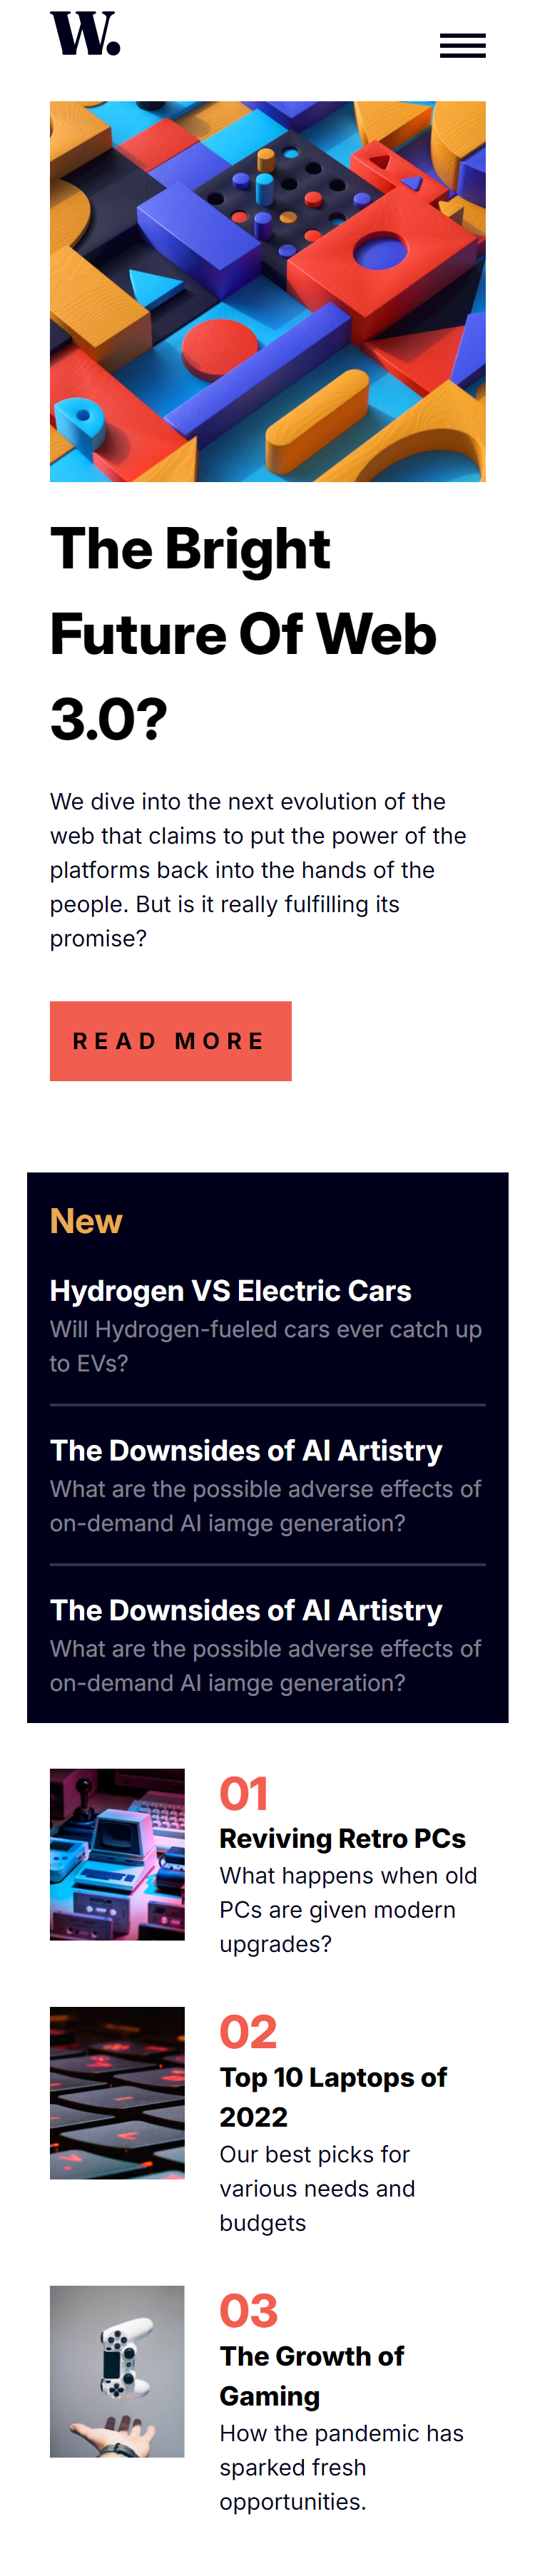 W.
The Bright
Future Of Web
3.0?
We dive into the next evolution of the
web that claims to put the power of the
platforms back into the hands of the
people. But is it really fulfilling its
promise?
READ MORE
New
Hydrogen VS Electric Cars
Will Hydrogen-fueled cars ever catch up
to EVs?
The Downsides of AI Artistry
What are the possible adverse effects of
on-demand AI iamge generation?
The Downsides of AI Artistry
What are the possible adverse effects of
on-demand AI iamge generation?
01
Reviving Retro PCs
What happens when old
PCs are given modern
upgrades?
02
Top 10 Laptops of
2022
Our best picks for
various needs and
budgets
03
The Growth of
Gaming
How the pandemic has
sparked fresh
opportunities.